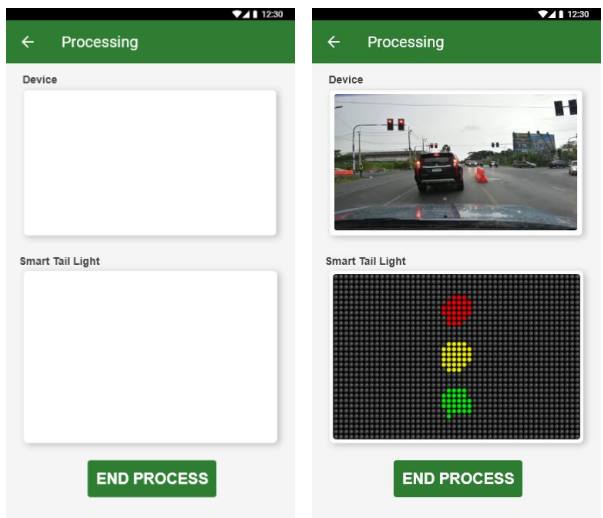 12:30
Processing
Device
Smart Tail Light
END PROCESS
12:30
Processing
Device
Smart Tail Light
END PROCESS